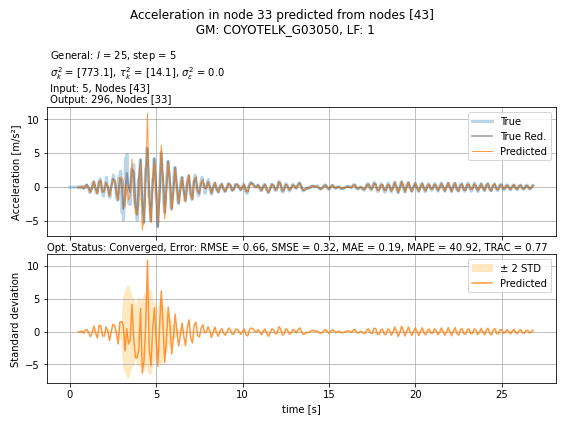 Acceleration in node 33 predicted from nodes [43]
GM: COYOTELK_G03050, LF: 1
General: l = 25, step = 5
σ²ₖ = [773.1], τ²ₖ = [14.1], σ²_ε = 0.0
Input: 5, Nodes [43]
Output: 296, Nodes [33]
Acceleration [m/s²]
10
5
0
−5
True
True Red.
Predicted
Opt. Status: Converged, Error: RMSE = 0.66, SMSE = 0.32, MAE = 0.19, MAPE = 40.92, TRAC = 0.77
Standard deviation
10
5
0
−5
± 2 STD
Predicted
0 5 10 15 20 25
time [s]